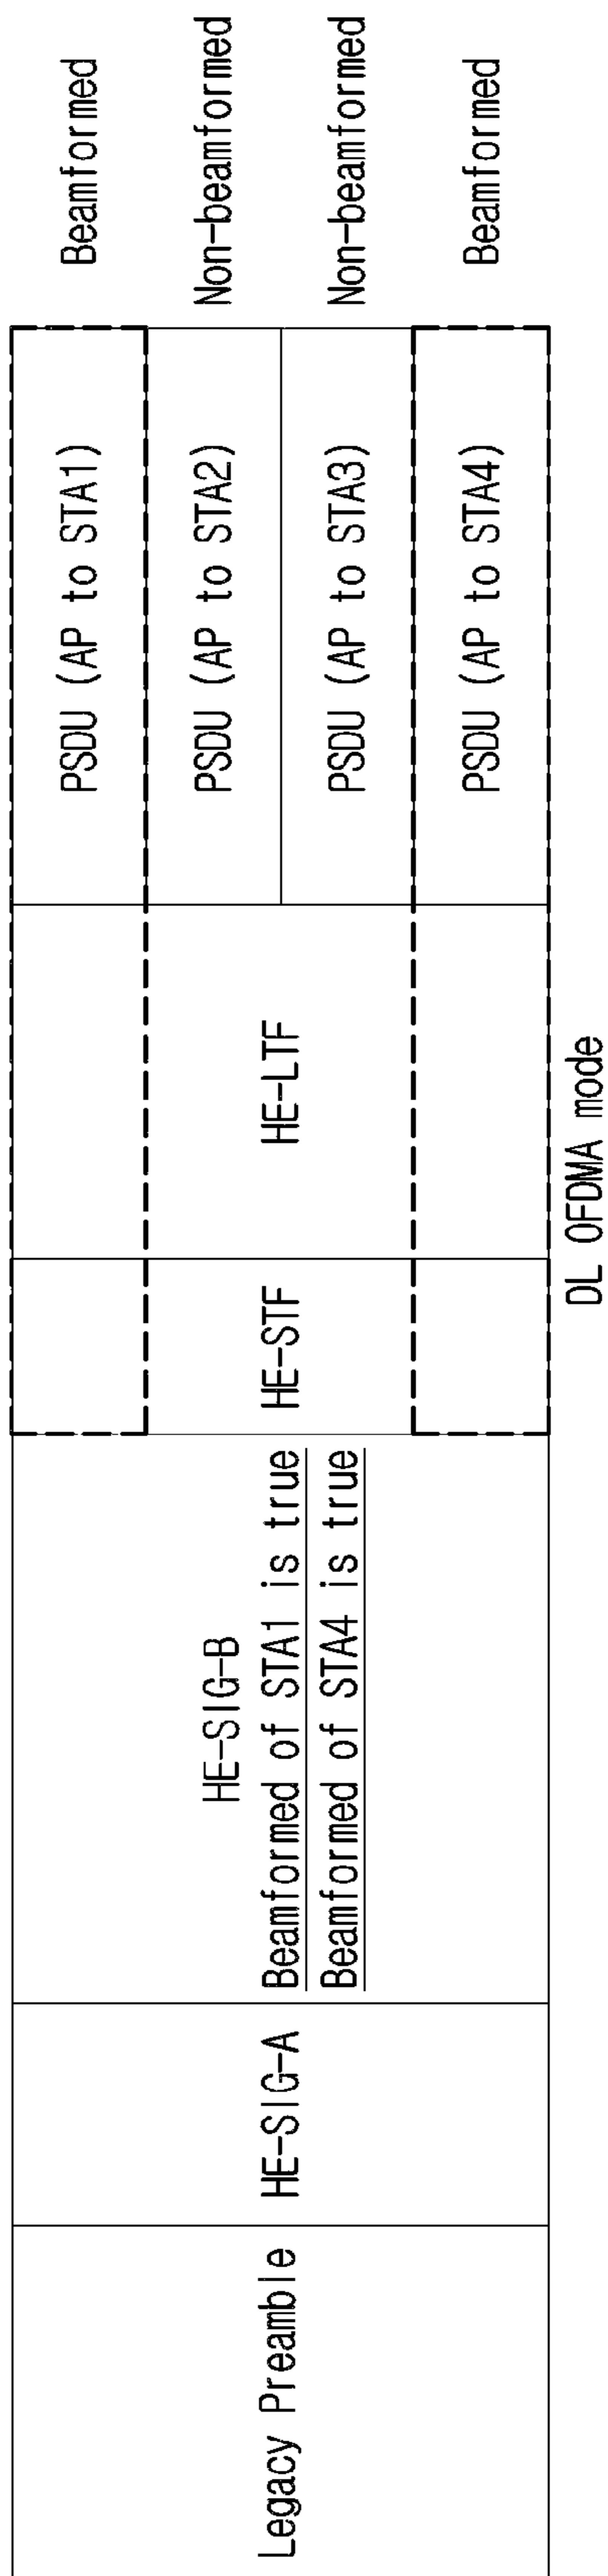 Legacy Preamble
HE-SIG-A
HE-SIG-B
Beamformed of STA1 is true
Beamformed of STA4 is true
HE-STF
HE-LTF
PSDU (AP to STA1)
Beamformed
PSDU (AP to STA2)
Non-beamformed
PSDU (AP to STA3)
Non-beamformed
PSDU (AP to STA4)
Beamformed
DL OFDMA mode